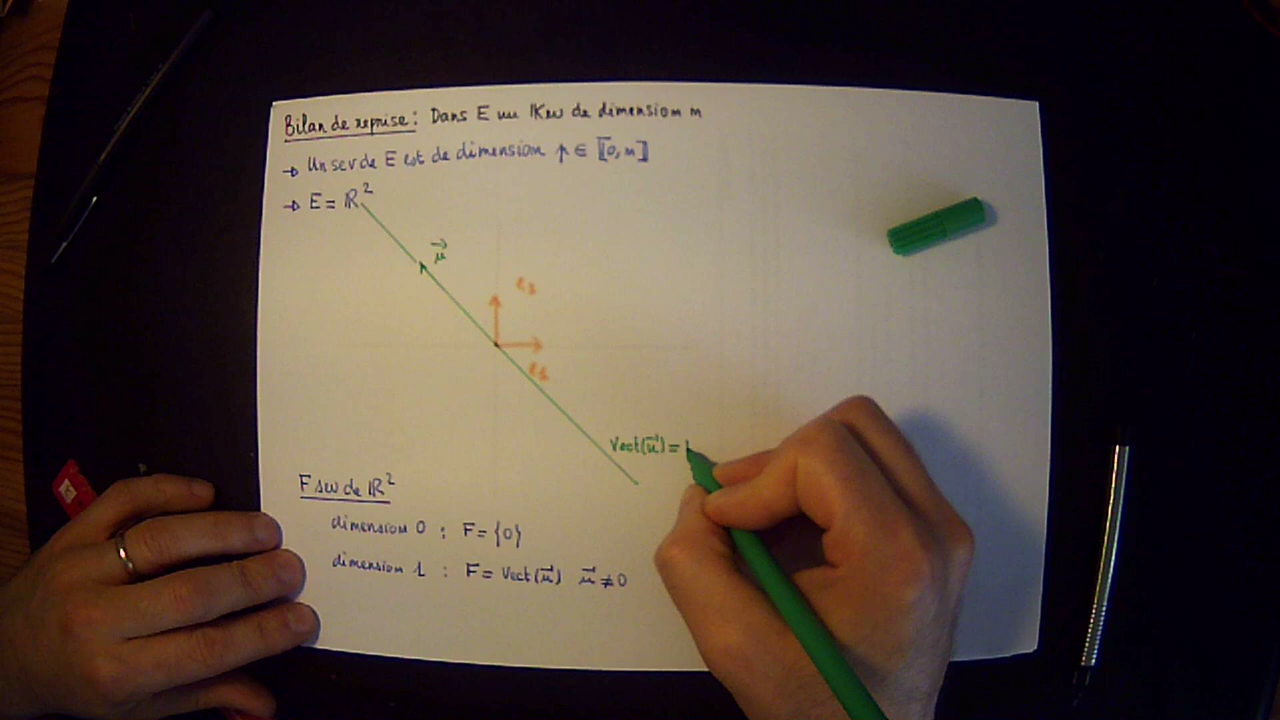 Bilan de reprise : Dans E un IKev de dimension n
→ Un sev de E est de dimension p ∈ ⟦0, n⟧
→ E = ℝ²
u⃗
e₂
e₁
Vect(u⃗) =
F sev de ℝ²
dimension 0 : F = {0}
dimension 1 : F = Vect(u⃗) u⃗ ≠ 0